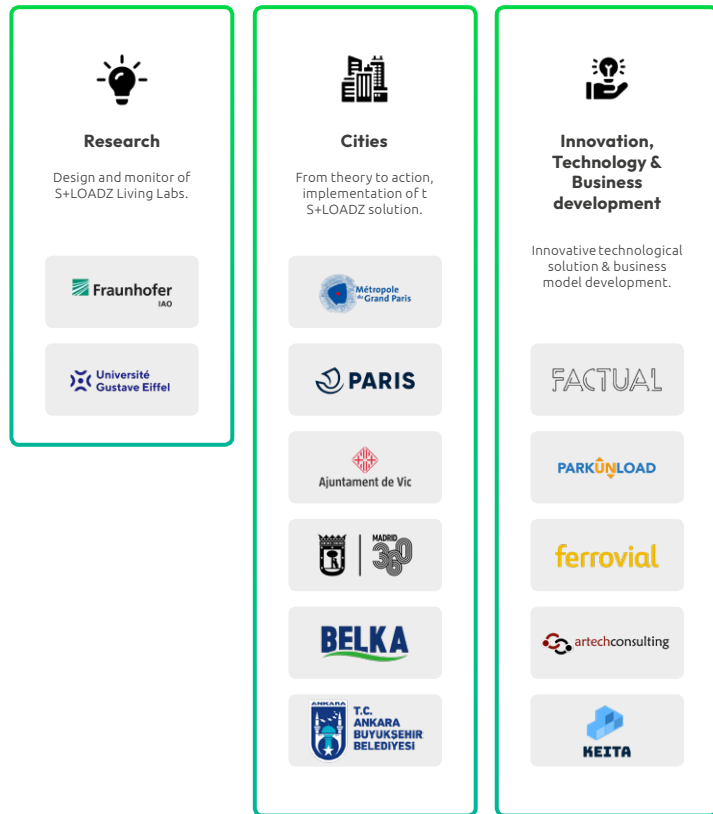 Research
Design and monitor of
S+LOADZ Living Labs.
Fraunhofer
IAO
Université
Gustave Eiffel
Cities
From theory to action,
implementation of t
S+LOADZ solution.
Métropole
du Grand Paris
PARIS
Ajuntament de Vic
MADRID
360
BELKA
ANKARA
T.C.
ANKARA
BUYUKŞEHIR
BELEDİYESİ
Innovation,
Technology &
Business
development
Innovative technological
solution & business
model development.
FACTUAL
PARKUNLOAD
ferrovial
artechconsulting
KEITA